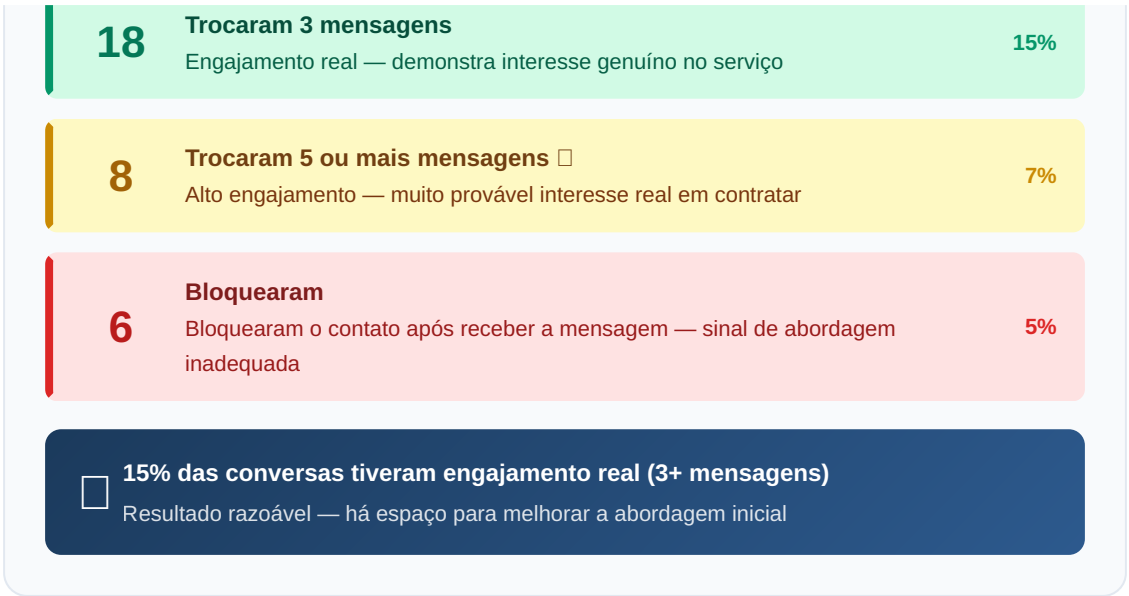 18
Trocaram 3 mensagens
Engajamento real — demonstra interesse genuíno no serviço
15%
8
Trocaram 5 ou mais mensagens
Alto engajamento — muito provável interesse real em contratar
7%
6
Bloquearam
Bloquearam o contato após receber a mensagem — sinal de abordagem
inadequada
5%
15% das conversas tiveram engajamento real (3+ mensagens)
Resultado razoável — há espaço para melhorar a abordagem inicial